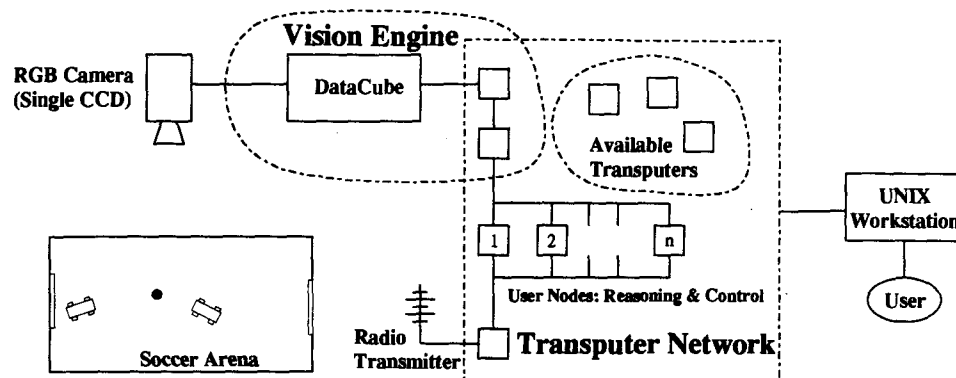 Vision Engine
RGB Camera
(Single CCD)
DataCube
Available
Transputers
UNIX
Workstation
1
2
n
User Nodes: Reasoning & Control
User
Radio
Transmitter
Transputer Network
Soccer Arena